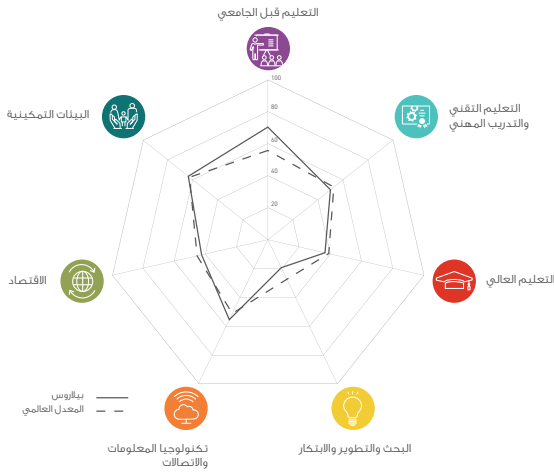 التعليم قبل الجامعي
100
80
60
40
20
التعليم التقني
والتدريب المهني
البيئات التمكينية
التعليم العالي
الاقتصاد
بيلاروس
المعدل العالمي
البحث والتطوير والابتكار
تكنولوجيا المعلومات
والاتصالات